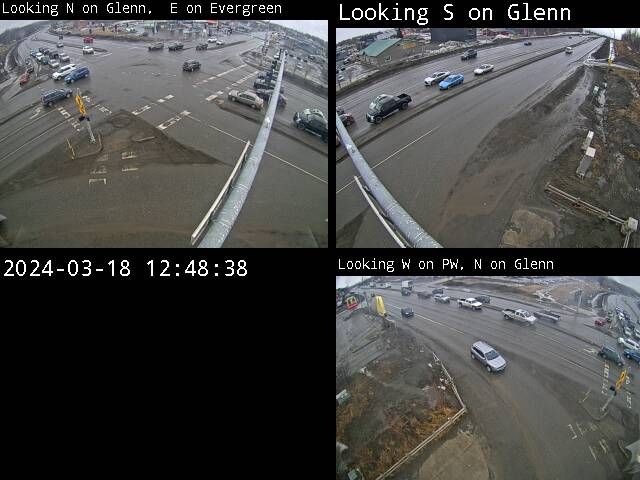 Looking N on Glenn, E on Evergreen
Looking S on Glenn
2024-03-18 12:48:38
Looking W on PW, N on Glenn